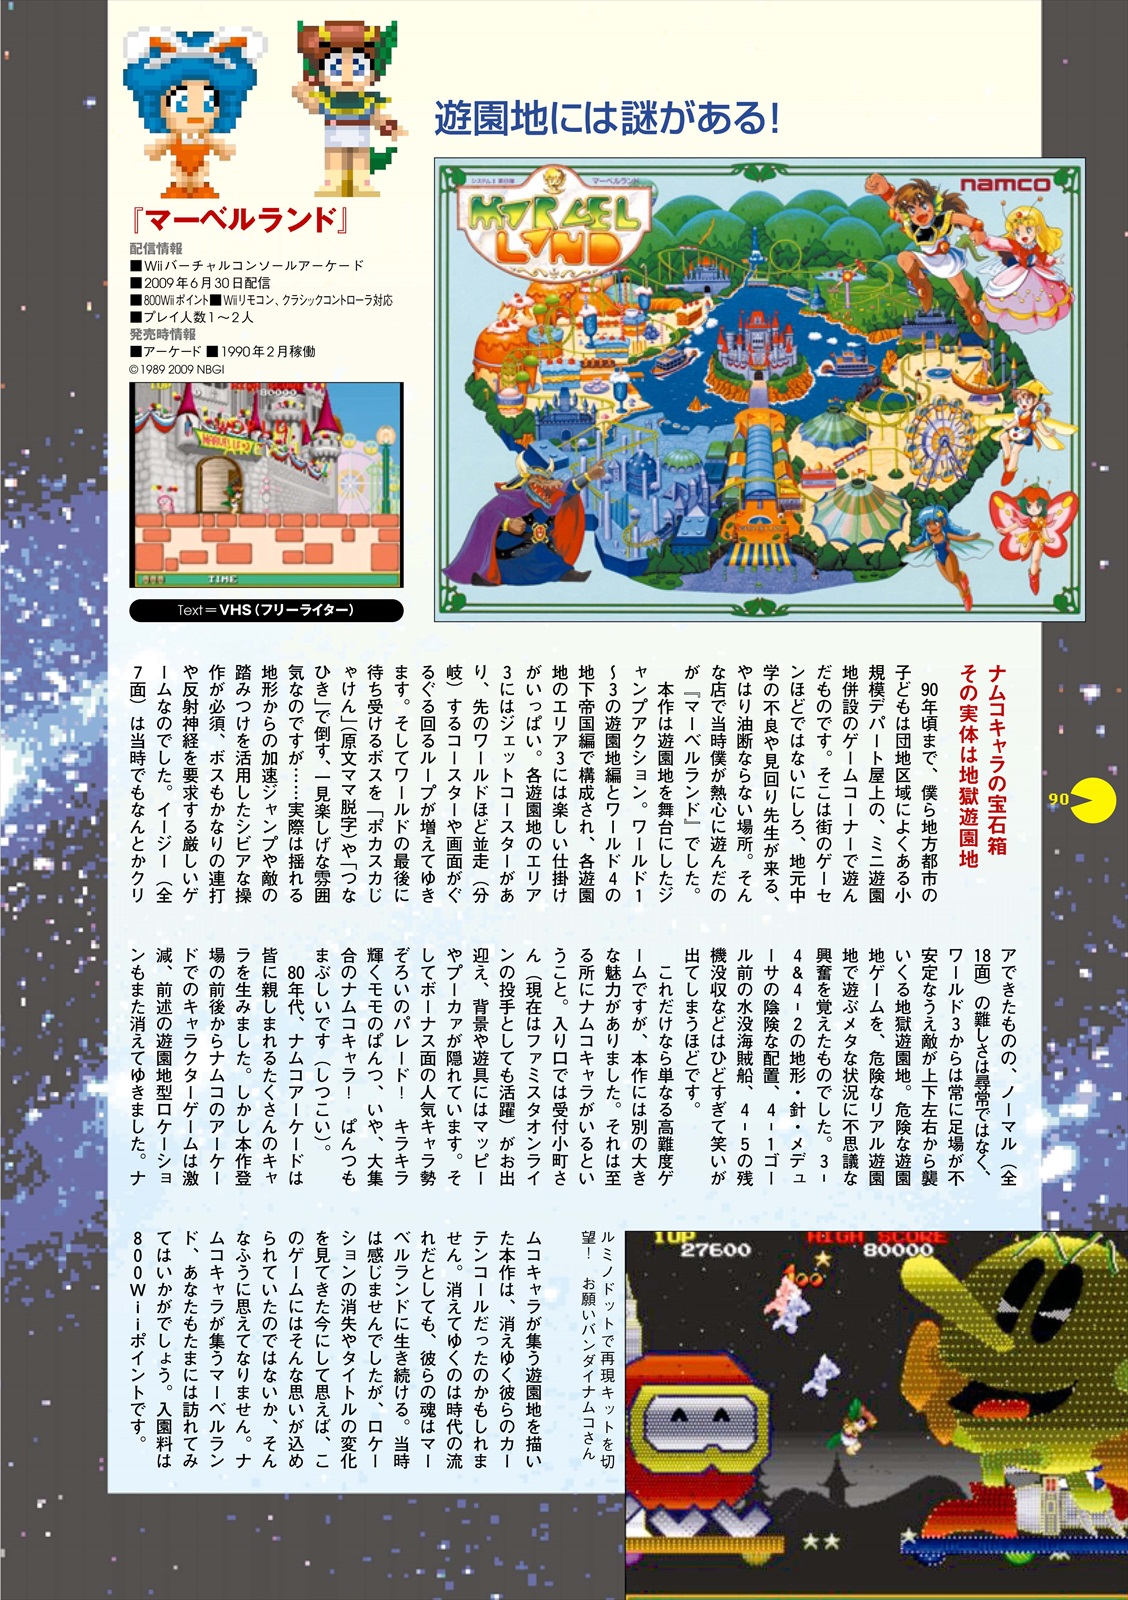 遊園地には謎がある!
『マーベルランド』
配信情報
■Wiiバーチャルコンソールアーケード
■2009年6月30日配信
■800Wiiポイント■Wiiリモコン、クラシックコントローラ対応
■プレイ人数1〜2人
発売時情報
■アーケード ■1990年2月稼働
©1989 2009 NBGI
MARVEL LAND
TIME
Text=VHS(フリーライター)
システムⅡ 第8弾
マーベルランド
MARVEL
LAND
namco
ナムコキャラの宝石箱
その実体は地獄遊園地
90年頃まで、僕ら地方都市の
子どもは団地区域によくある小
規模デパート屋上の、ミニ遊園
地併設のゲームコーナーで遊ん
だものです。そこは街のゲーセ
ンほどではないにしろ、地元中
学の不良や見回り先生が来る、
やはり油断ならない場所。そん
な店で当時僕が熱心に遊んだの
が『マーベルランド』でした。
本作は遊園地を舞台にしたジ
ャンプアクション。ワールド1
〜3の遊園地編とワールド4の
地下帝国編で構成され、各遊園
地のエリア3には楽しい仕掛け
がいっぱい。各遊園地のエリア
3にはジェットコースターがあ
り、先のワールドほど並走(分
岐)するコースターや画面がぐ
るぐる回るループが増えてゆき
ます。そしてワールドの最後に
待ち受けるボスを「ポカスカじ
ゃけん」(原文ママ脱字)や「つな
ひき」で倒す、一見楽しげな雰囲
気なのですが……実際は揺れる
地形からの加速ジャンプや敵の
踏みつけを活用したシビアな操
作が必須、ボスもかなりの連打
や反射神経を要求する厳しいゲ
ームなのでした。イージー(全
7面)は当時でもなんとかクリ
アできたものの、ノーマル(全
18面)の難しさは尋常ではなく、
ワールド3からは常に足場が不
安定なうえ敵が上下左右から襲
いくる地獄遊園地。危険な遊園
地ゲームを、危険なリアル遊園
地で遊ぶメタな状況に不思議な
興奮を覚えたものでした。3-
4&4-2の地形・針・メデュ
ーサの陰険な配置、4-1ゴー
ル前の水没海賊船、4-5の残
機没収などはひどすぎて笑いが
出てしまうほどです。
これだけなら単なる高難度ゲ
ームですが、本作には別の大き
な魅力がありました。それは至
る所にナムコキャラがいるとい
うこと。入り口では受付小町さ
ん(現在はファミスタオンライ
ンの投手としても活躍)がお出
迎え、背景や遊具にはマッピー
やプーカァが隠れています。そ
してボーナス面の人気キャラ勢
ぞろいのパレード! キラキラ
輝くモモのぱんつ、いや、大集
合のナムコキャラ! ぱんつも
まぶしいです(しつこい)。
80年代、ナムコアーケードは
皆に親しまれるたくさんのキャ
ラを生みました。しかし本作登
場の前後からナムコのアーケー
ドでのキャラクターゲームは激
減、前述の遊園地型ロケーショ
ンもまた消えてゆきました。ナ
ムコキャラが集う遊園地を描い
た本作は、消えゆく彼らのカー
テンコールだったのかもしれま
せん。消えてゆくのは時代の流
れだとしても、彼らの魂はマー
ベルランドに生き続ける。当時
は感じませんでしたが、ロケー
ションの消失やタイトルの変化
を見てきた今にして思えば、こ
のゲームにはそんな思いが込め
られていたのではないか、そん
なふうに思えてなりません。ナ
ムコキャラが集うマーベルラン
ド、あなたもたまには訪れてみ
てはいかがでしょう。入園料は
800Wiiポイントです。
ルミノドットで再現キットを切
望! お願いバンダイナムコさん
1UP
27600
HIGH SCORE
80000
90